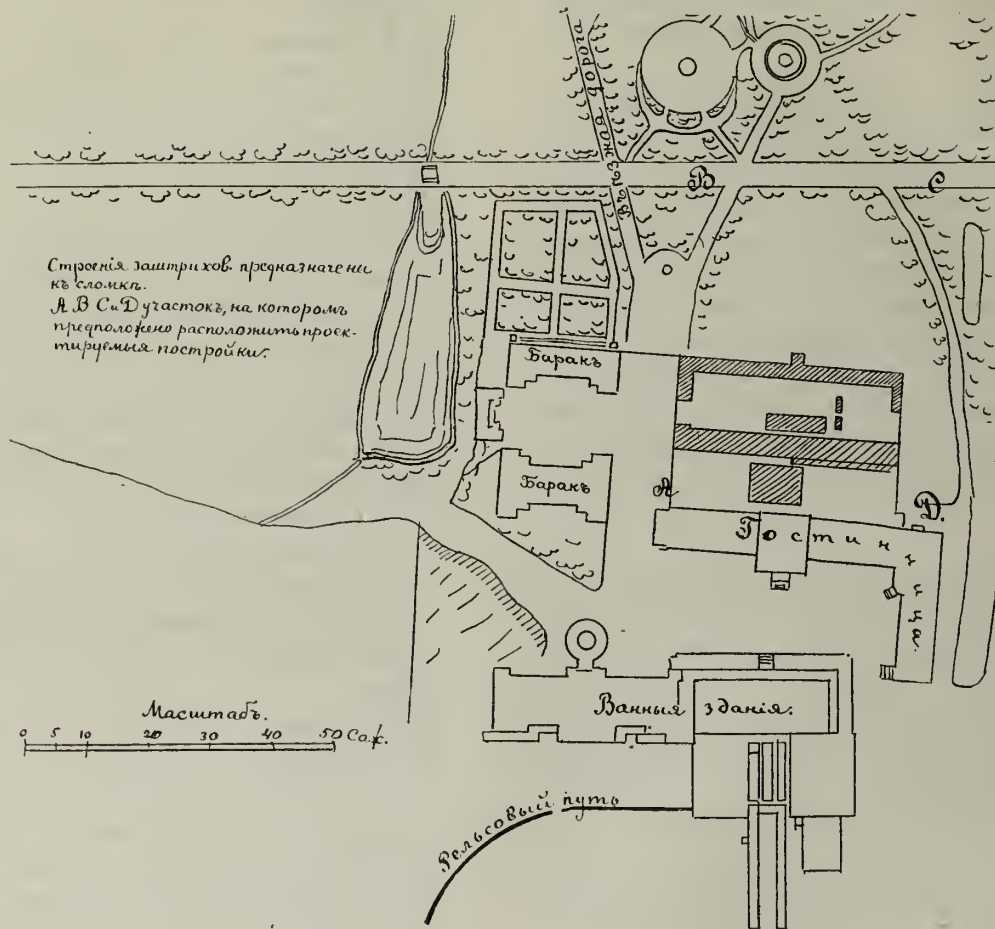 Въѣзжая дорога
В
С
Строенія заштрихов. предназначены
къ сломкѣ.
А В С и D участокъ, на которомъ
предположено расположить проек-
тируемыя постройки.
Баракъ
Баракъ
А
D.
Гостинница.
Ванныя зданія.
Масштабъ.
0 5 10 20 30 40 50 Саж.
Рельсовый путь